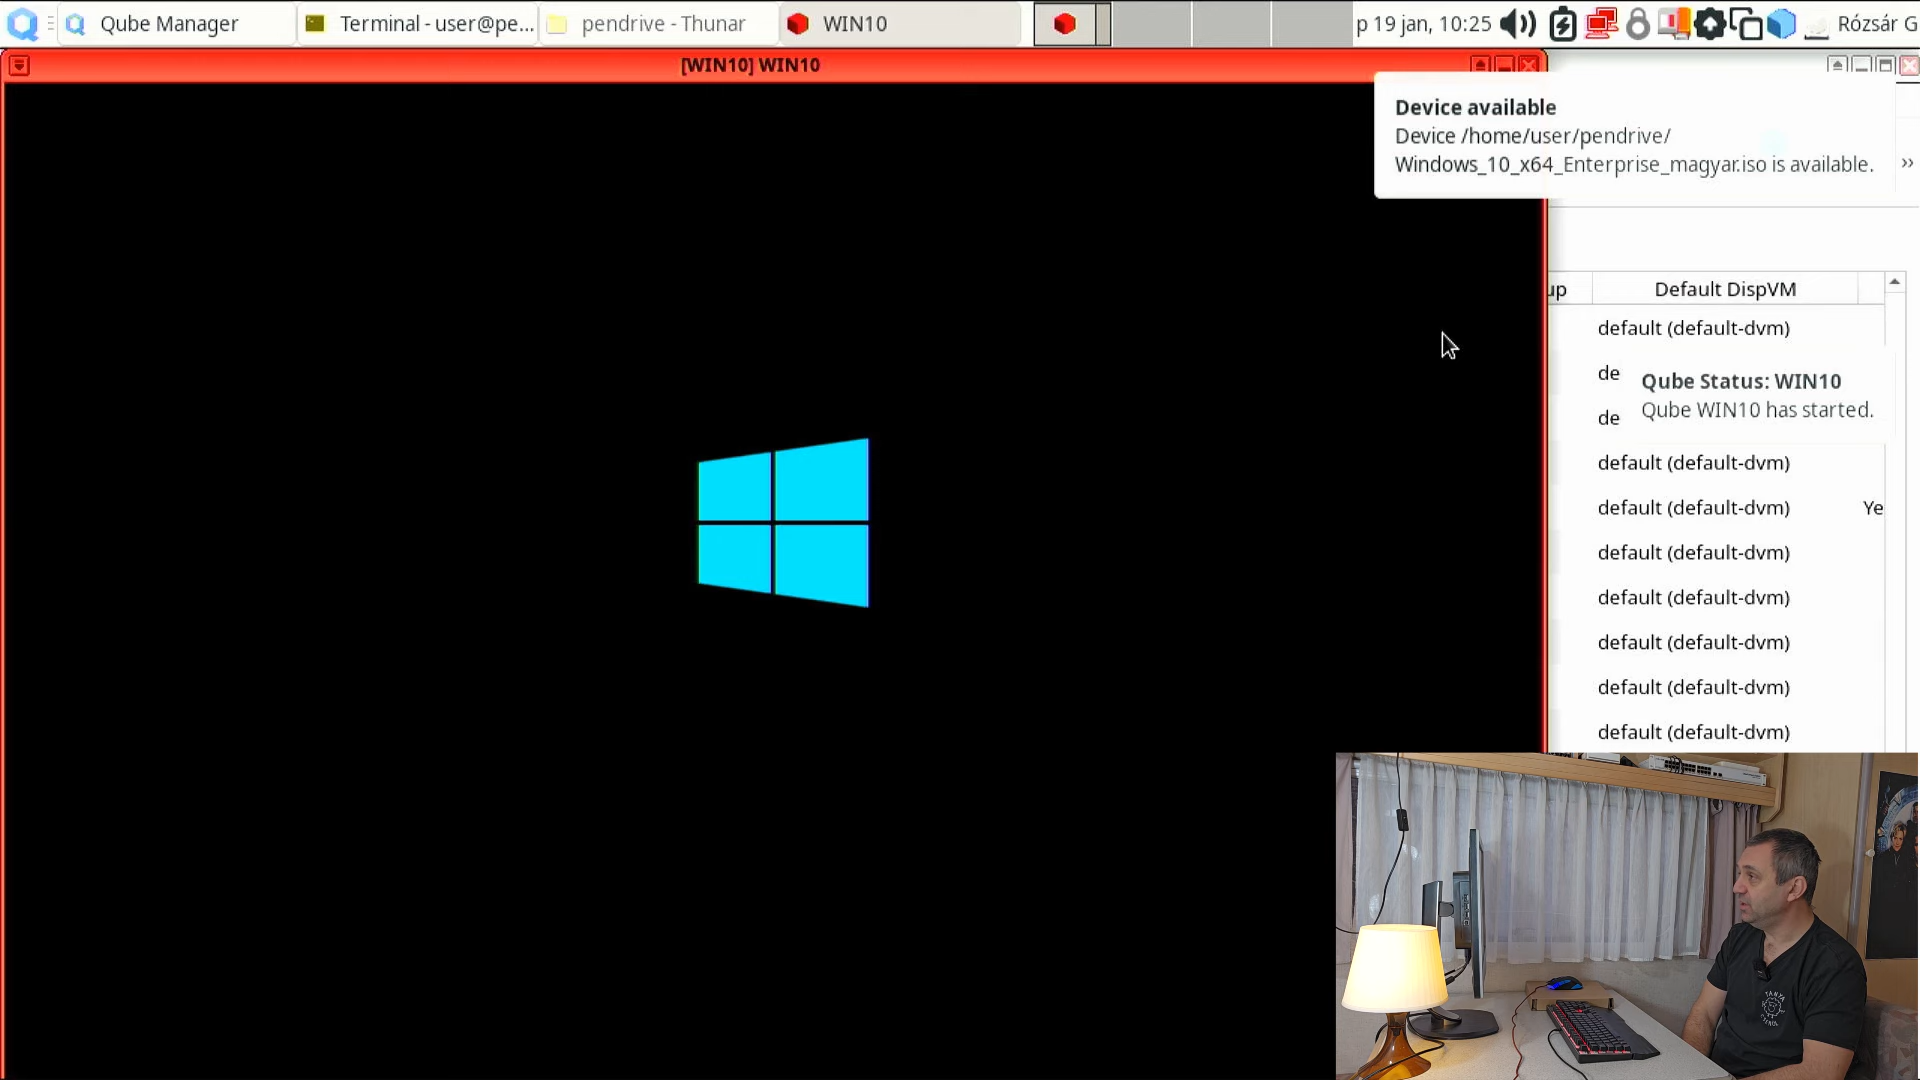 Qube Manager
Terminal - user@pe...
pendrive - Thunar
WIN10
p 19 jan, 10:25
Rózsár G
[WIN10] WIN10
Device available
Device /home/user/pendrive/
Windows_10_x64_Enterprise_magyar.iso is available.
up
Default DispVM
default (default-dvm)
de
Qube Status: WIN10
Qube WIN10 has started.
de
default (default-dvm)
default (default-dvm)
Ye
default (default-dvm)
default (default-dvm)
default (default-dvm)
default (default-dvm)
default (default-dvm)
TANYA